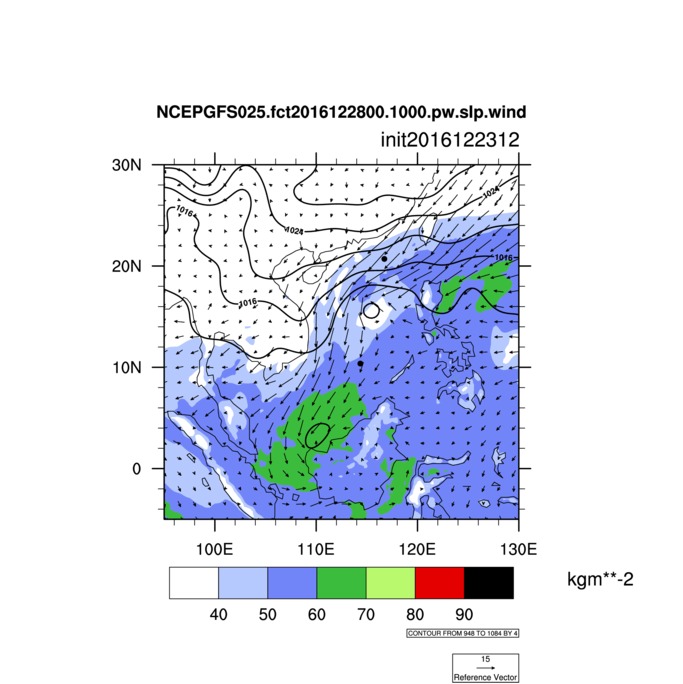 NCEPGFS025.fct2016122800.1000.pw.slp.wind
init2016122312
30N
20N
10N
0
1016
1024
1024
1016
1016
100E
110E
120E
130E
40
50
60
70
80
90
kgm**-2
CONTOUR FROM 948 TO 1084 BY 4
15
Reference Vector